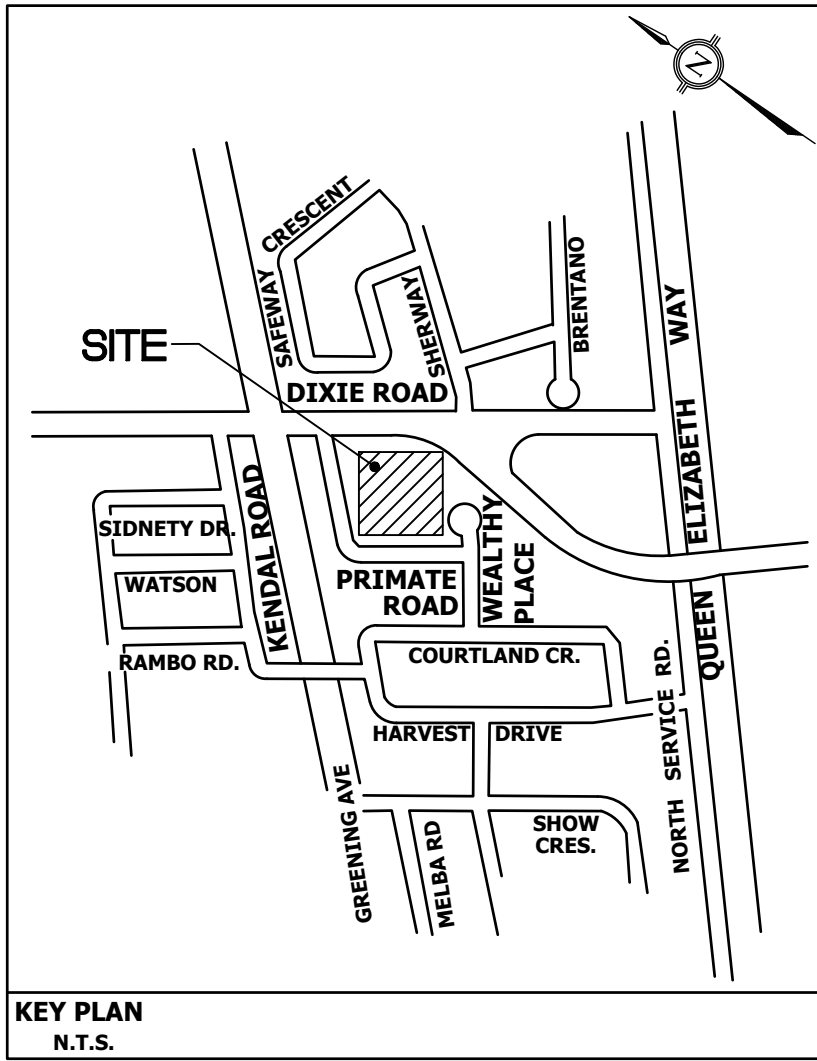 N
CRESCENT
SAFEWAY
SHERWAY
BRENTANO
SITE
DIXIE ROAD
QUEEN ELIZABETH WAY
SIDNETY DR.
KENDAL ROAD
WATSON
PRIMATE
ROAD
WEALTHY
PLACE
RAMBO RD.
COURTLAND CR.
HARVEST DRIVE
NORTH SERVICE RD.
GREENING AVE
MELBA RD
SHOW
CRES.
KEY PLAN
N.T.S.